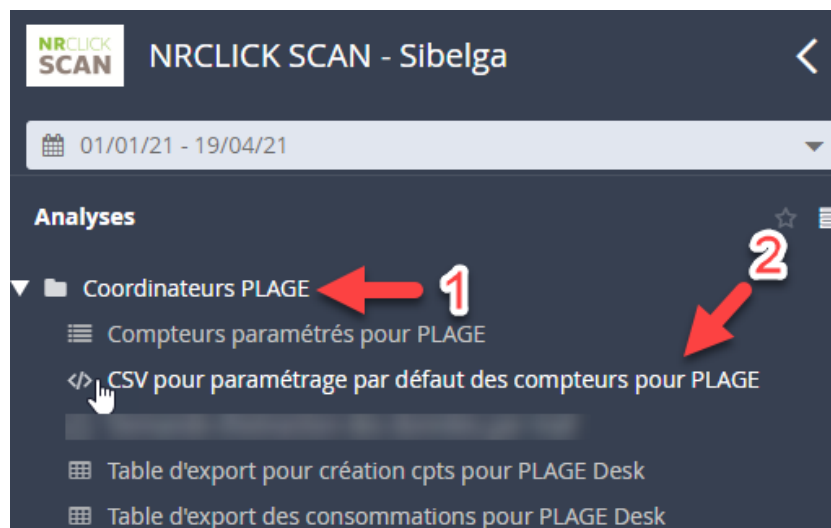 NRCLICK
SCAN
NRCLICK SCAN - Sibelga
01/01/21 - 19/04/21
Analyses
2
Coordinateurs PLAGE
1
Compteurs paramétrés pour PLAGE
CSV pour paramétrage par défaut des compteurs pour PLAGE
Table d'export pour création cpts pour PLAGE Desk
Table d'export des consommations pour PLAGE Desk